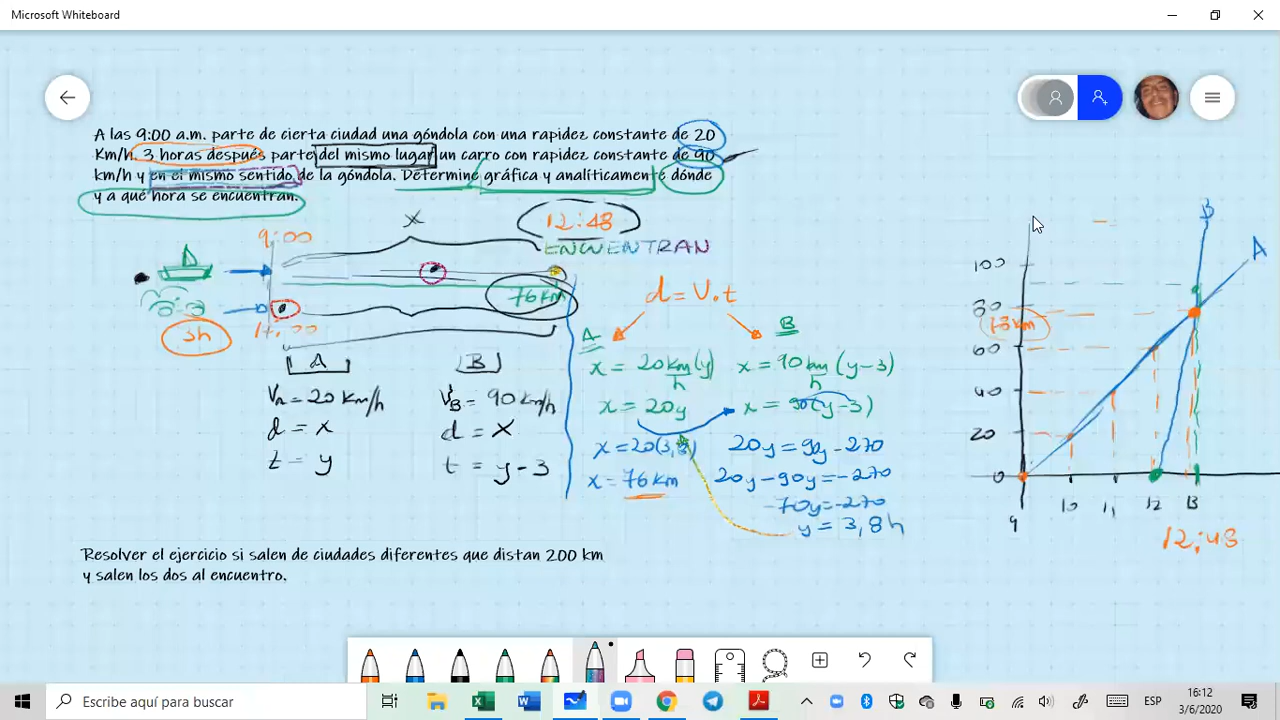 Microsoft Whiteboard
A las 9:00 a.m. parte de cierta ciudad una góndola con una rapidez constante de 20
Km/h. 3 horas después parte del mismo lugar un carro con rapidez constante de 90
km/h y en el mismo sentido de la góndola. Determine gráfica y analíticamente dónde
y a qué hora se encuentran.
x
12:48
9:00
ENCUENTRAN
76 km
3h
d = V.t
A
B
x = 20 km/h (y)
x = 90 km/h (y-3)
x = 20y
x = 90(y-3)
x = 20(3,8)
20y = 90y - 270
x = 76 km
20y - 90y = -270
-70y = -270
y = 3,8 h
A
B
VA = 20 km/h
VB = 90 km/h
d = x
d = x
t = y
t = y - 3
B
A
100
80
60
40
20
0
9
10
11
12
13
12:48
Resolver el ejercicio si salen de ciudades diferentes que distan 200 km
y salen los dos al encuentro.
Escribe aquí para buscar
ESP
16:12
3/6/2020